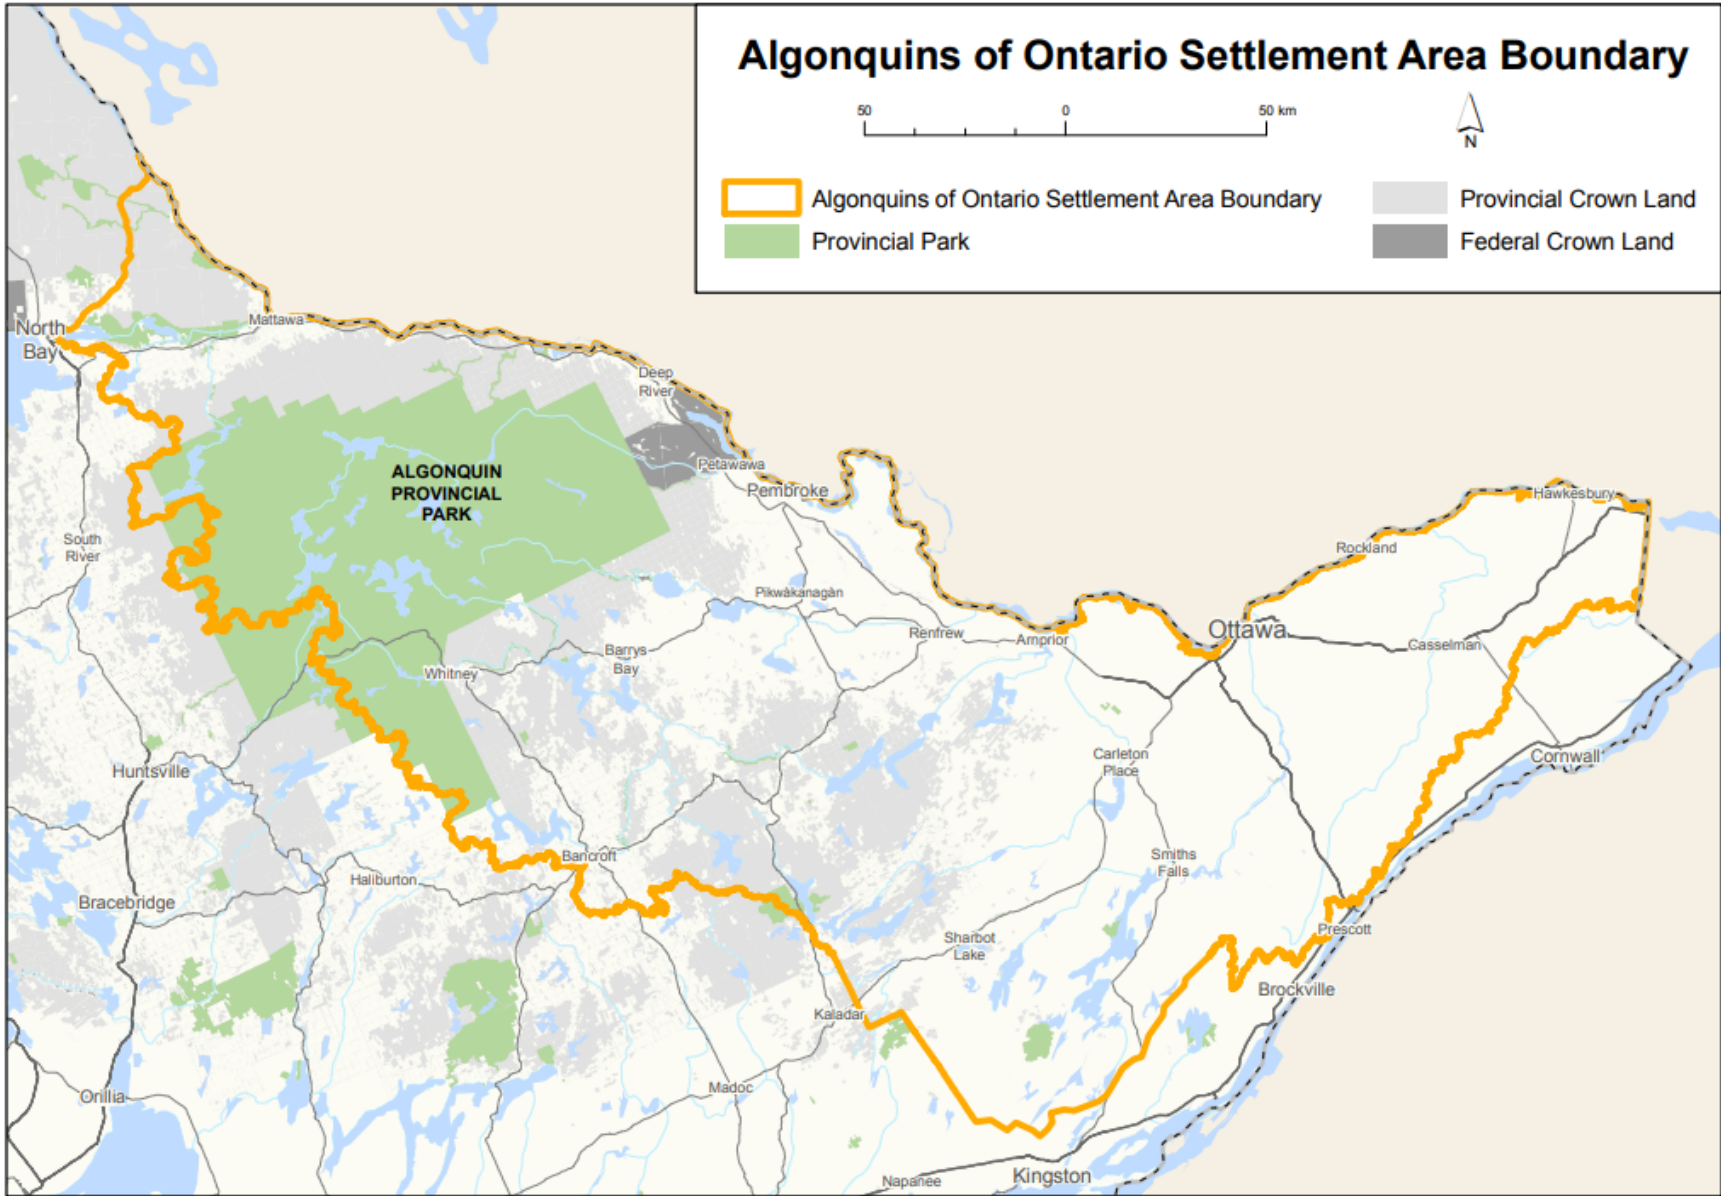 Algonquins of Ontario Settlement Area Boundary
50 0 50 km
N
Algonquins of Ontario Settlement Area Boundary
Provincial Park
Provincial Crown Land
Federal Crown Land
North
Bay
Mattawa
Deep
River
ALGONQUIN
PROVINCIAL
PARK
Petawawa
Pembroke
Hawkesbury
South
River
Rockland
Pikwàkanagàn
Renfrew
Arnprior
Ottawa
Casselman
Barrys
Bay
Whitney
Huntsville
Carleton
Place
Cornwall
Bancroft
Haliburton
Smiths
Falls
Bracebridge
Prescott
Sharbot
Lake
Brockville
Kaladar
Madoc
Orillia
Kingston
Napanee